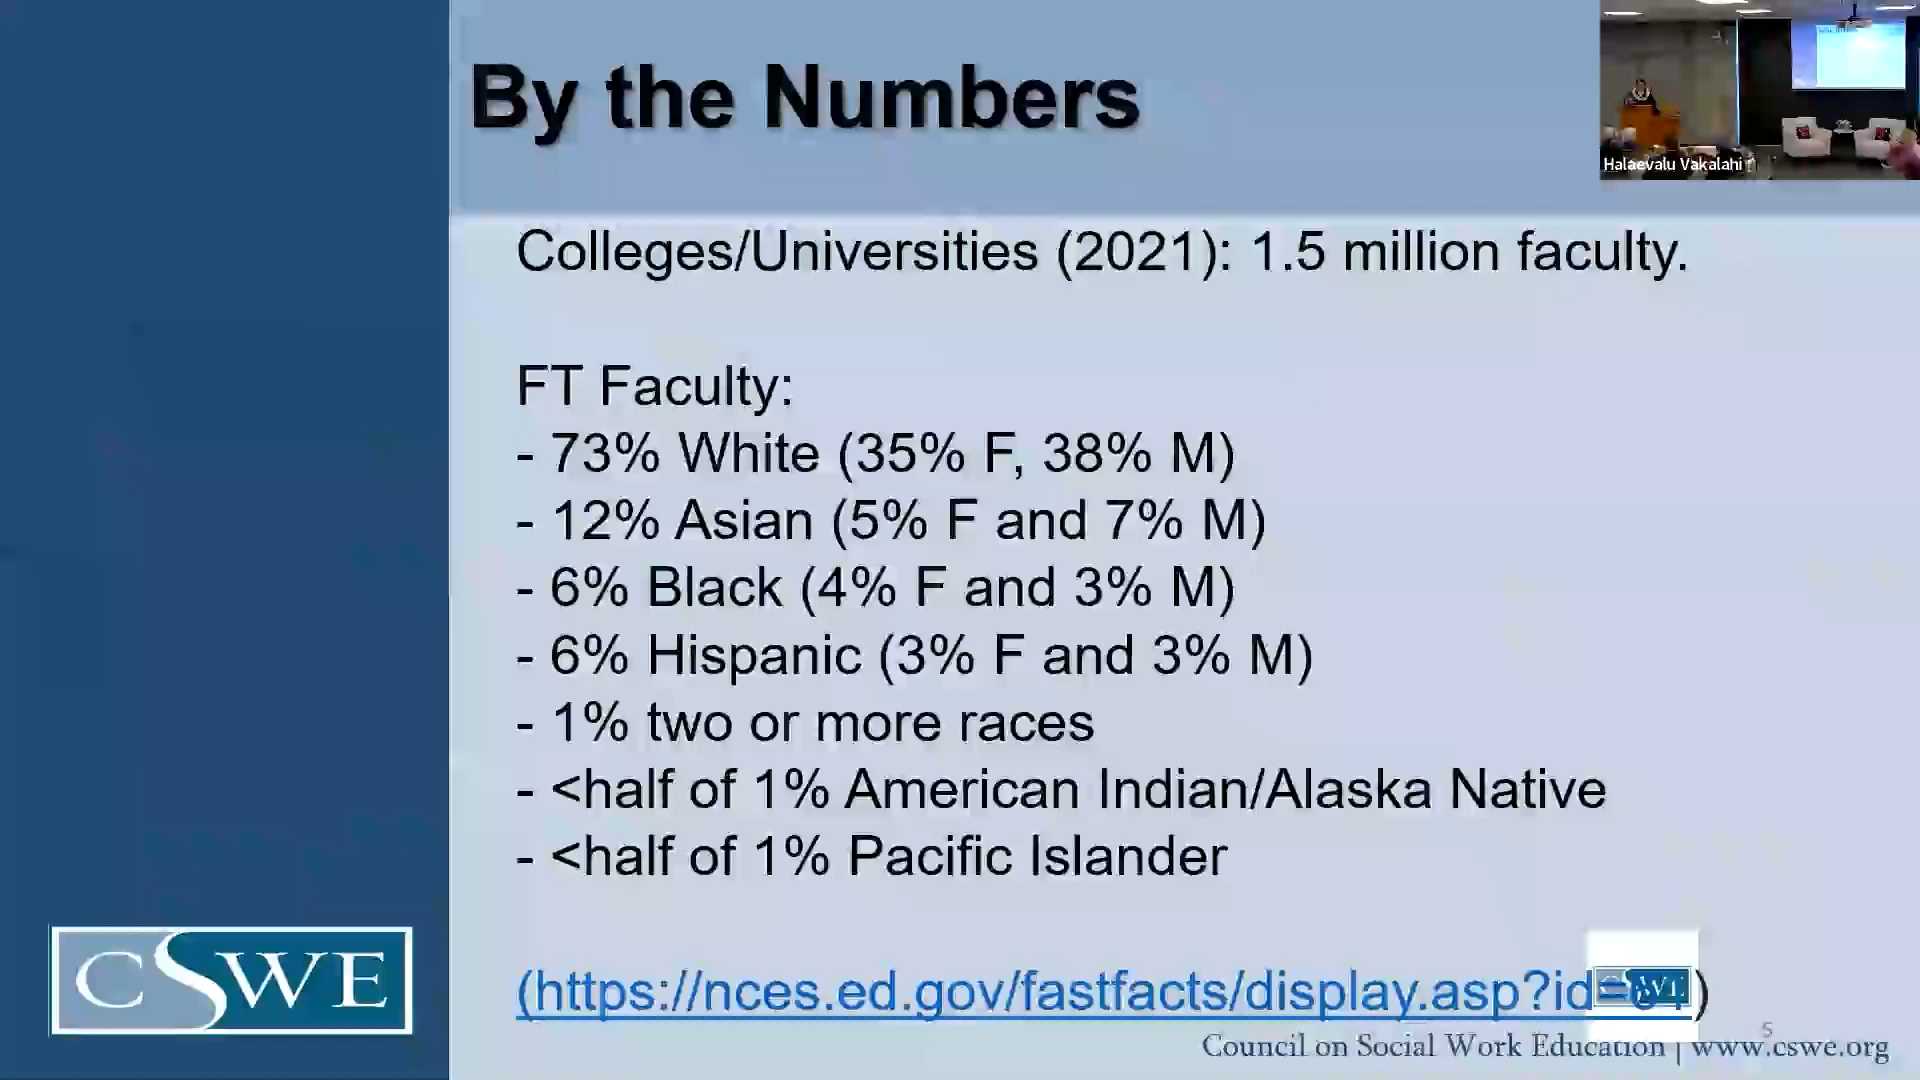 By the Numbers
Halaevalu Vakalahi
Colleges/Universities (2021): 1.5 million faculty.
FT Faculty:
- 73% White (35% F, 38% M)
- 12% Asian (5% F and 7% M)
- 6% Black (4% F and 3% M)
- 6% Hispanic (3% F and 3% M)
- 1% two or more races
- <half of 1% American Indian/Alaska Native
- <half of 1% Pacific Islander
(https://nces.ed.gov/fastfacts/display.asp?id=
CSWE
CSWE
5
Council on Social Work Education | www.cswe.org